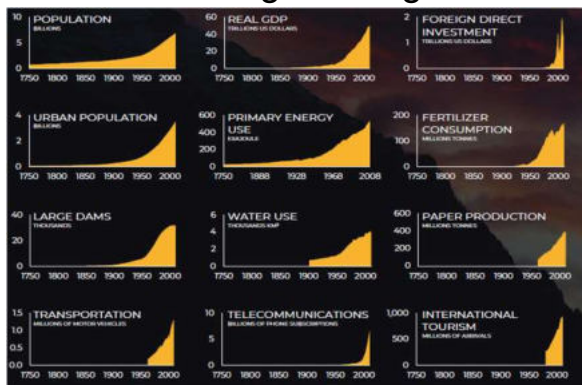 10
POPULATION
BILLIONS
5
0
1750 1800 1850 1900 1950 2000
60
REAL GDP
TRILLIONS US DOLLARS
40
20
0
1750 1800 1850 1900 1950 2000
2
FOREIGN DIRECT
INVESTMENT
TRILLIONS US DOLLARS
1
0
1750 1800 1850 1900 1950 2000
4
URBAN POPULATION
BILLIONS
2
0
1750 1800 1850 1900 1950 2000
600
PRIMARY ENERGY
USE
EXAJOULE
400
200
0
1750 1888 1928 1968 2008
200
FERTILIZER
CONSUMPTION
MILLIONS TONNES
100
0
1750 1800 1850 1900 1950 2000
40
LARGE DAMS
THOUSANDS
20
0
1750 1800 1850 1900 1950 2000
6
WATER USE
THOUSANDS KM³
4
2
0
1750 1800 1850 1900 1950 2000
600
PAPER PRODUCTION
MILLIONS TONNES
400
200
0
1750 1800 1850 1900 1950 2000
1.5
TRANSPORTATION
MILLIONS OF MOTOR VEHICLES
1.0
0.5
0.0
1750 1800 1850 1900 1950 2000
10
TELECOMMUNICATIONS
BILLIONS OF PHONE SUBSCRIPTIONS
5
0
1750 1800 1850 1900 1950 2000
1,000
INTERNATIONAL
TOURISM
MILLIONS OF ARRIVALS
500
0
1750 1800 1850 1900 1950 2000